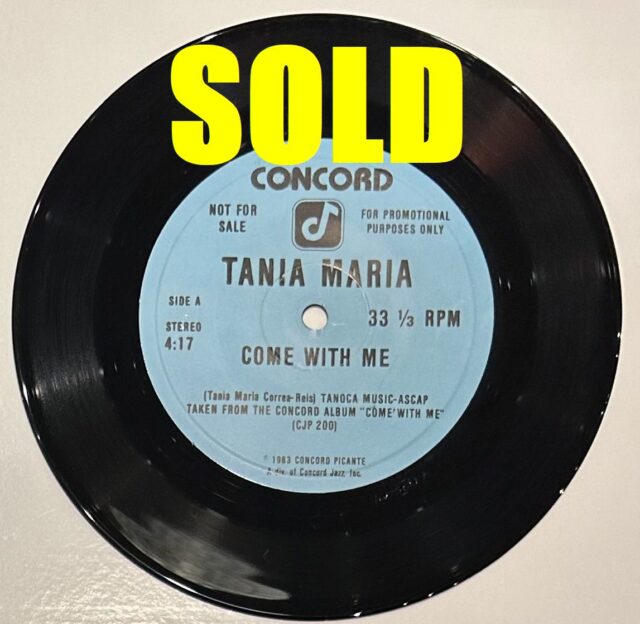 SOLD
CONCORD
NOT FOR
SALE
FOR PROMOTIONAL
PURPOSES ONLY
TANIA MARIA
SIDE A
33 ⅓ RPM
STEREO
4:17
COME WITH ME
(Tania Maria Correa-Reis) TANOCA MUSIC-ASCAP
TAKEN FROM THE CONCORD ALBUM "COME WITH ME"
(CJP 200)
℗ 1983 CONCORD PICANTE
A div. of Concord Jazz, Inc.